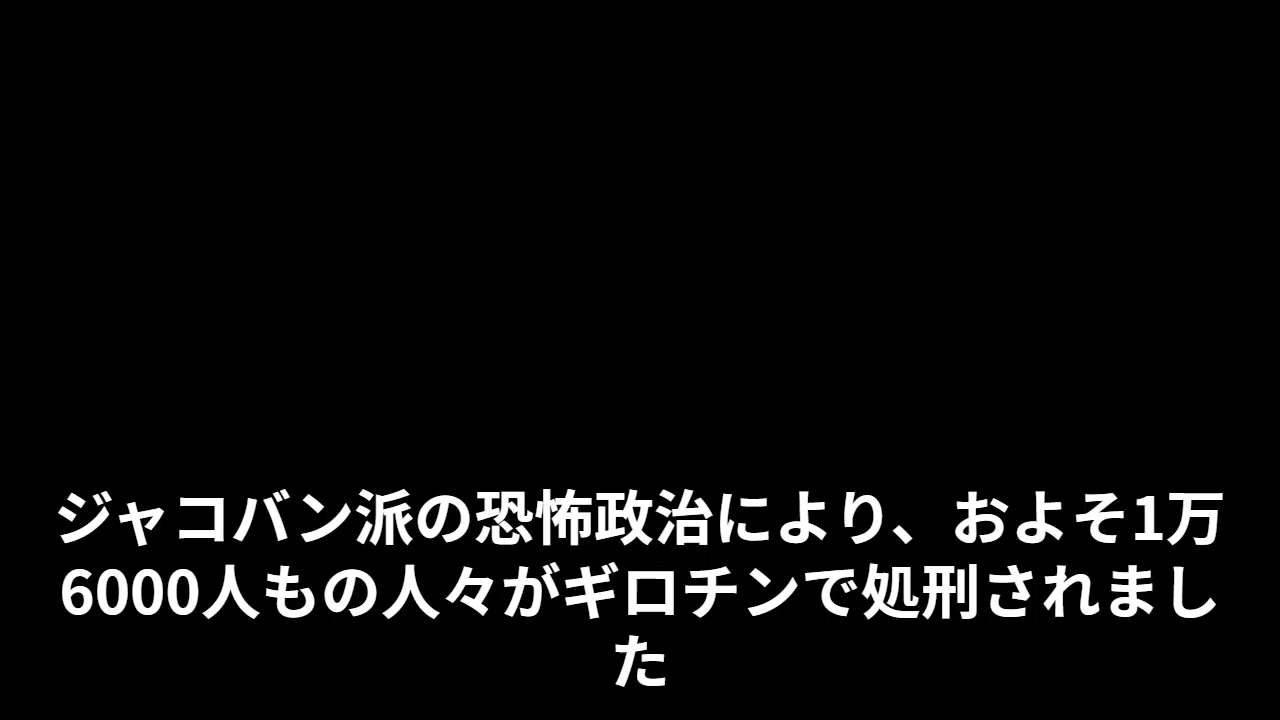 ジャコバン派の恐怖政治により、およそ1万
6000人もの人々がギロチンで処刑されまし
た